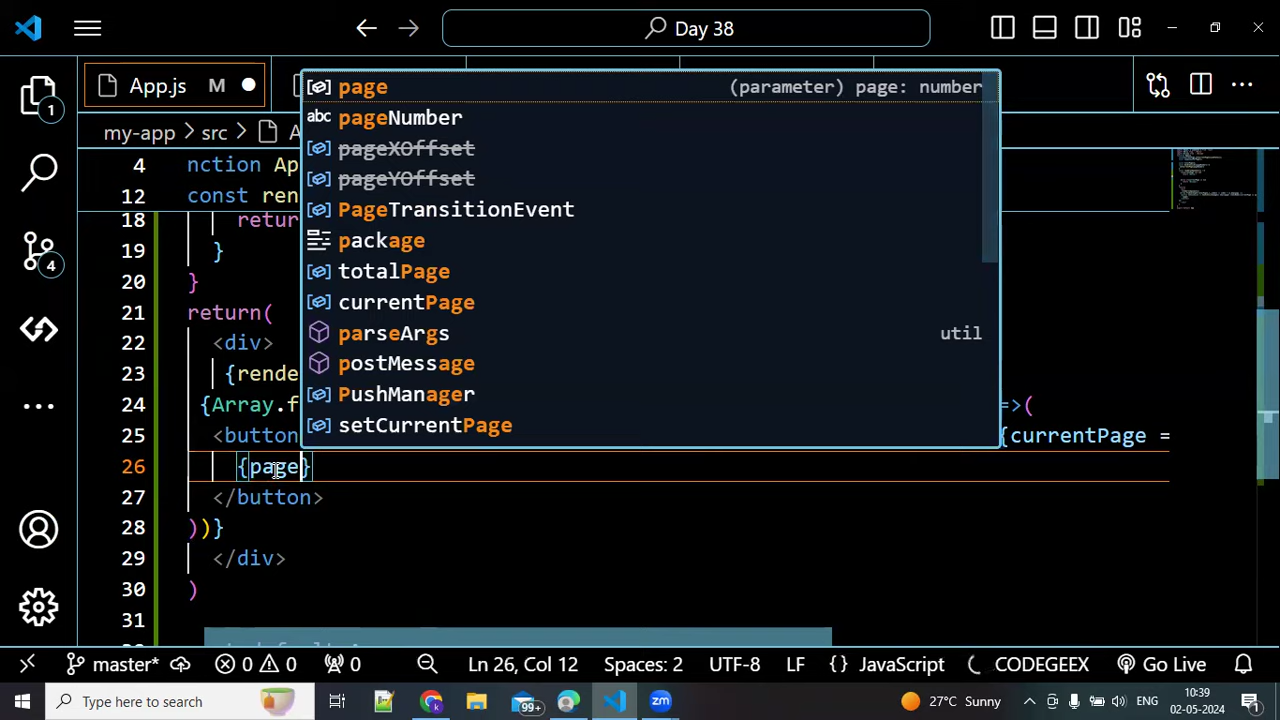 Day 38
App.js M
my-app > src > A
4 nction Ap
12 const ren
18 retur
19 }
20 }
21 return(
22 <div>
23 {rende
24 {Array.f =>(
25 <button {currentPage =
26 {page}
27 </button>
28 ))}
29 </div>
30 )
31
page (parameter) page: number
pageNumber
pageXOffset
pageYOffset
PageTransitionEvent
package
totalPage
currentPage
parseArgs util
postMessage
PushManager
setCurrentPage
1
4
master* 0 0 0 Ln 26, Col 12 Spaces: 2 UTF-8 LF {} JavaScript CODEGEEX Go Live
Type here to search 99+ 27°C Sunny ENG 10:39
02-05-2024 1